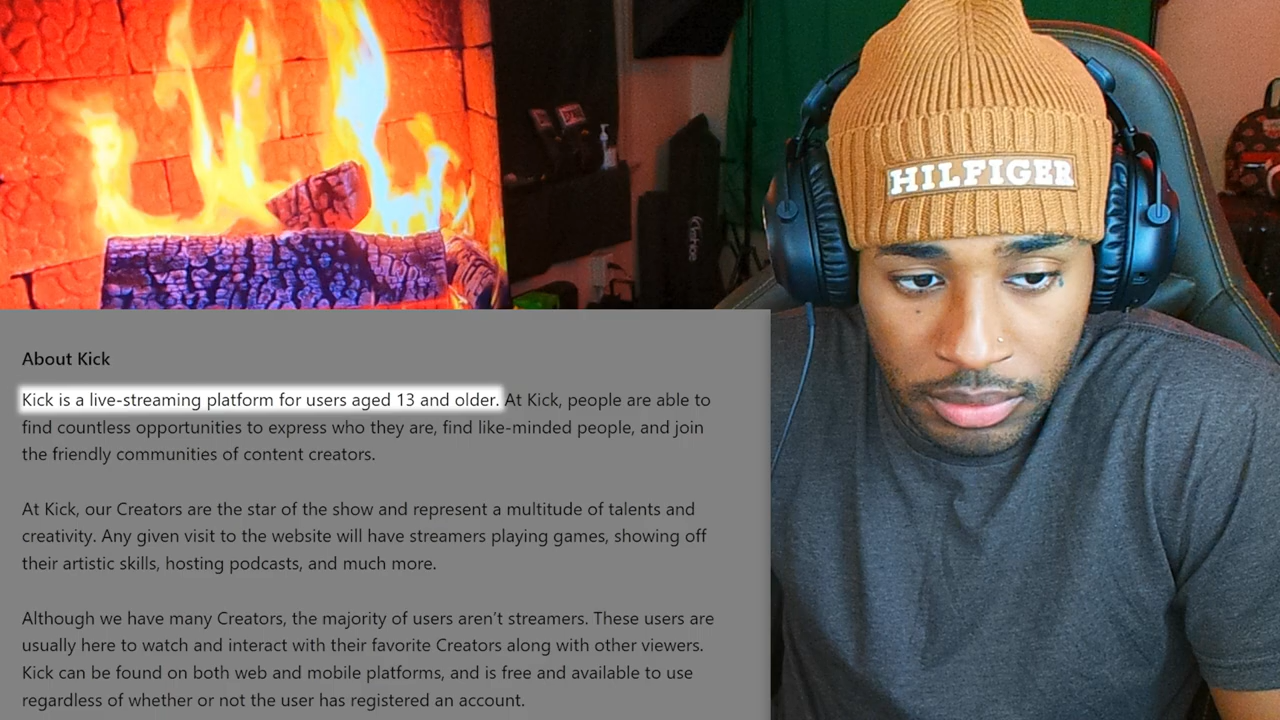 HILFIGER
About Kick
Kick is a live-streaming platform for users aged 13 and older. At Kick, people are able to
find countless opportunities to express who they are, find like-minded people, and join
the friendly communities of content creators.
At Kick, our Creators are the star of the show and represent a multitude of talents and
creativity. Any given visit to the website will have streamers playing games, showing off
their artistic skills, hosting podcasts, and much more.
Although we have many Creators, the majority of users aren’t streamers. These users are
usually here to watch and interact with their favorite Creators along with other viewers.
Kick can be found on both web and mobile platforms, and is free and available to use
regardless of whether or not the user has registered an account.